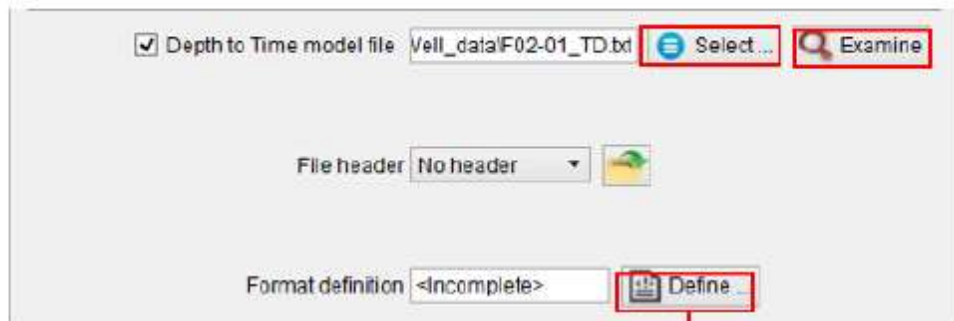 Depth to Time model file Vell_data\F02-01_TD.txt Select ... Examine
File header No header
Format definition <Incomplete> Define ...